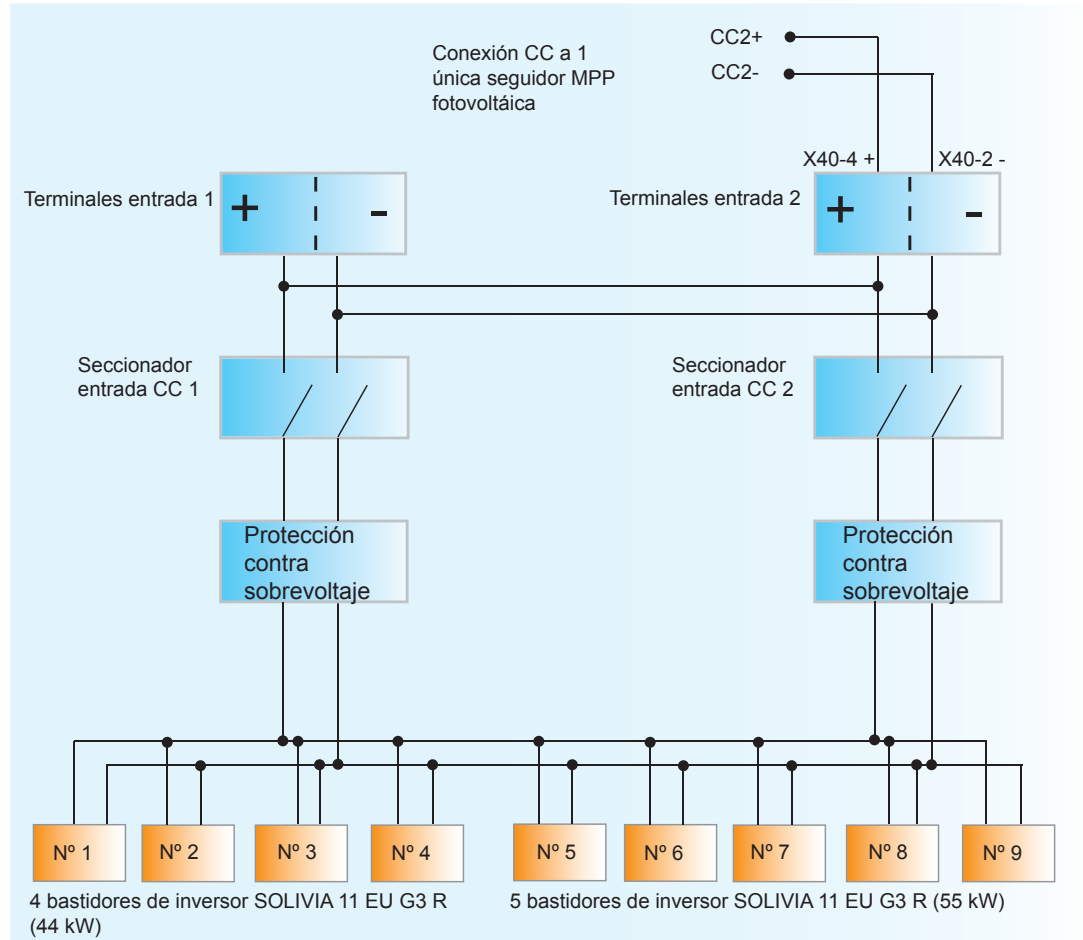 Conexión CC a 1
única seguidor MPP
fotovoltáica
CC2+
CC2-
X40-4 +
X40-2 -
Terminales entrada 1
+
-
Terminales entrada 2
+
-
Seccionador
entrada CC 1
Seccionador
entrada CC 2
Protección
contra
sobrevoltaje
Protección
contra
sobrevoltaje
Nº 1
Nº 2
Nº 3
Nº 4
Nº 5
Nº 6
Nº 7
Nº 8
Nº 9
4 bastidores de inversor SOLIVIA 11 EU G3 R
(44 kW)
5 bastidores de inversor SOLIVIA 11 EU G3 R (55 kW)